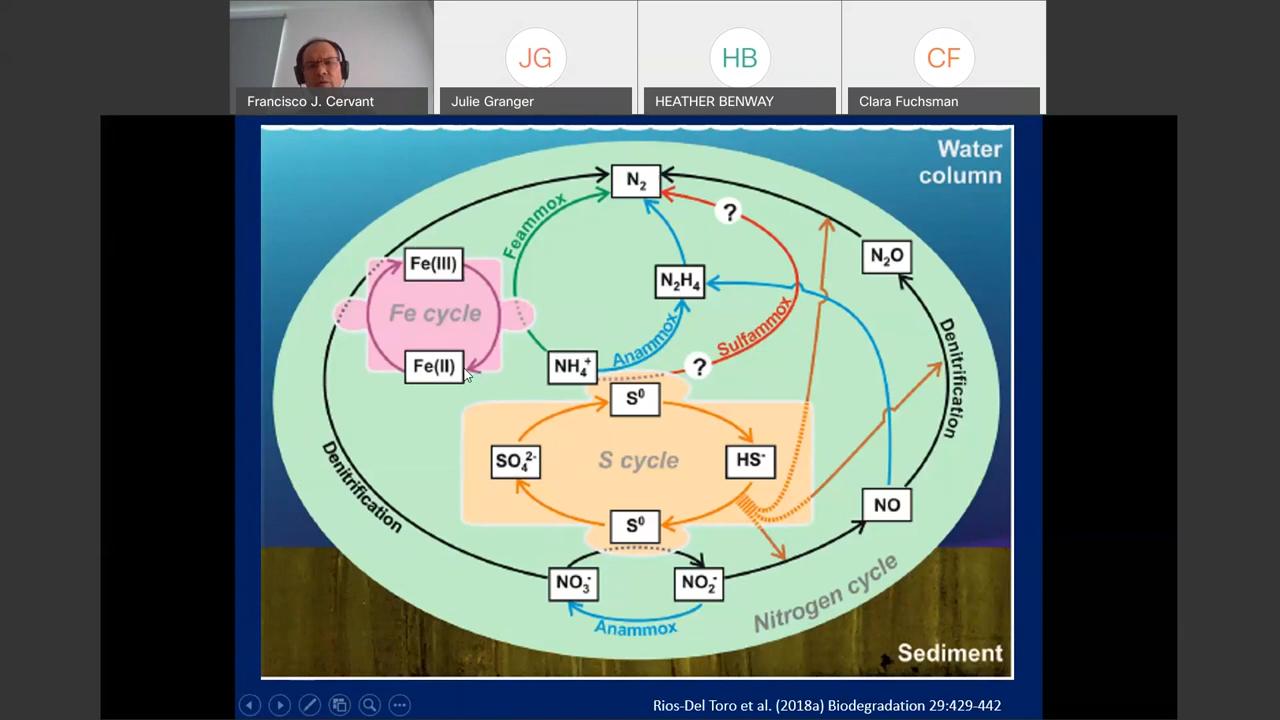 JG
HB
CF
Francisco J. Cervant
Julie Granger
HEATHER BENWAY
Clara Fuchsman
Water
column
N₂
Feammox
?
N₂O
Fe(III)
N₂H₄
Fe cycle
Sulfammox
Anammox
Denitrification
Fe(II)
NH₄⁺
?
S⁰
SO₄²⁻
S cycle
HS⁻
Denitrification
NO
S⁰
NO₃⁻
NO₂⁻
Nitrogen cycle
Anammox
Sediment
Rios-Del Toro et al. (2018a) Biodegradation 29:429-442